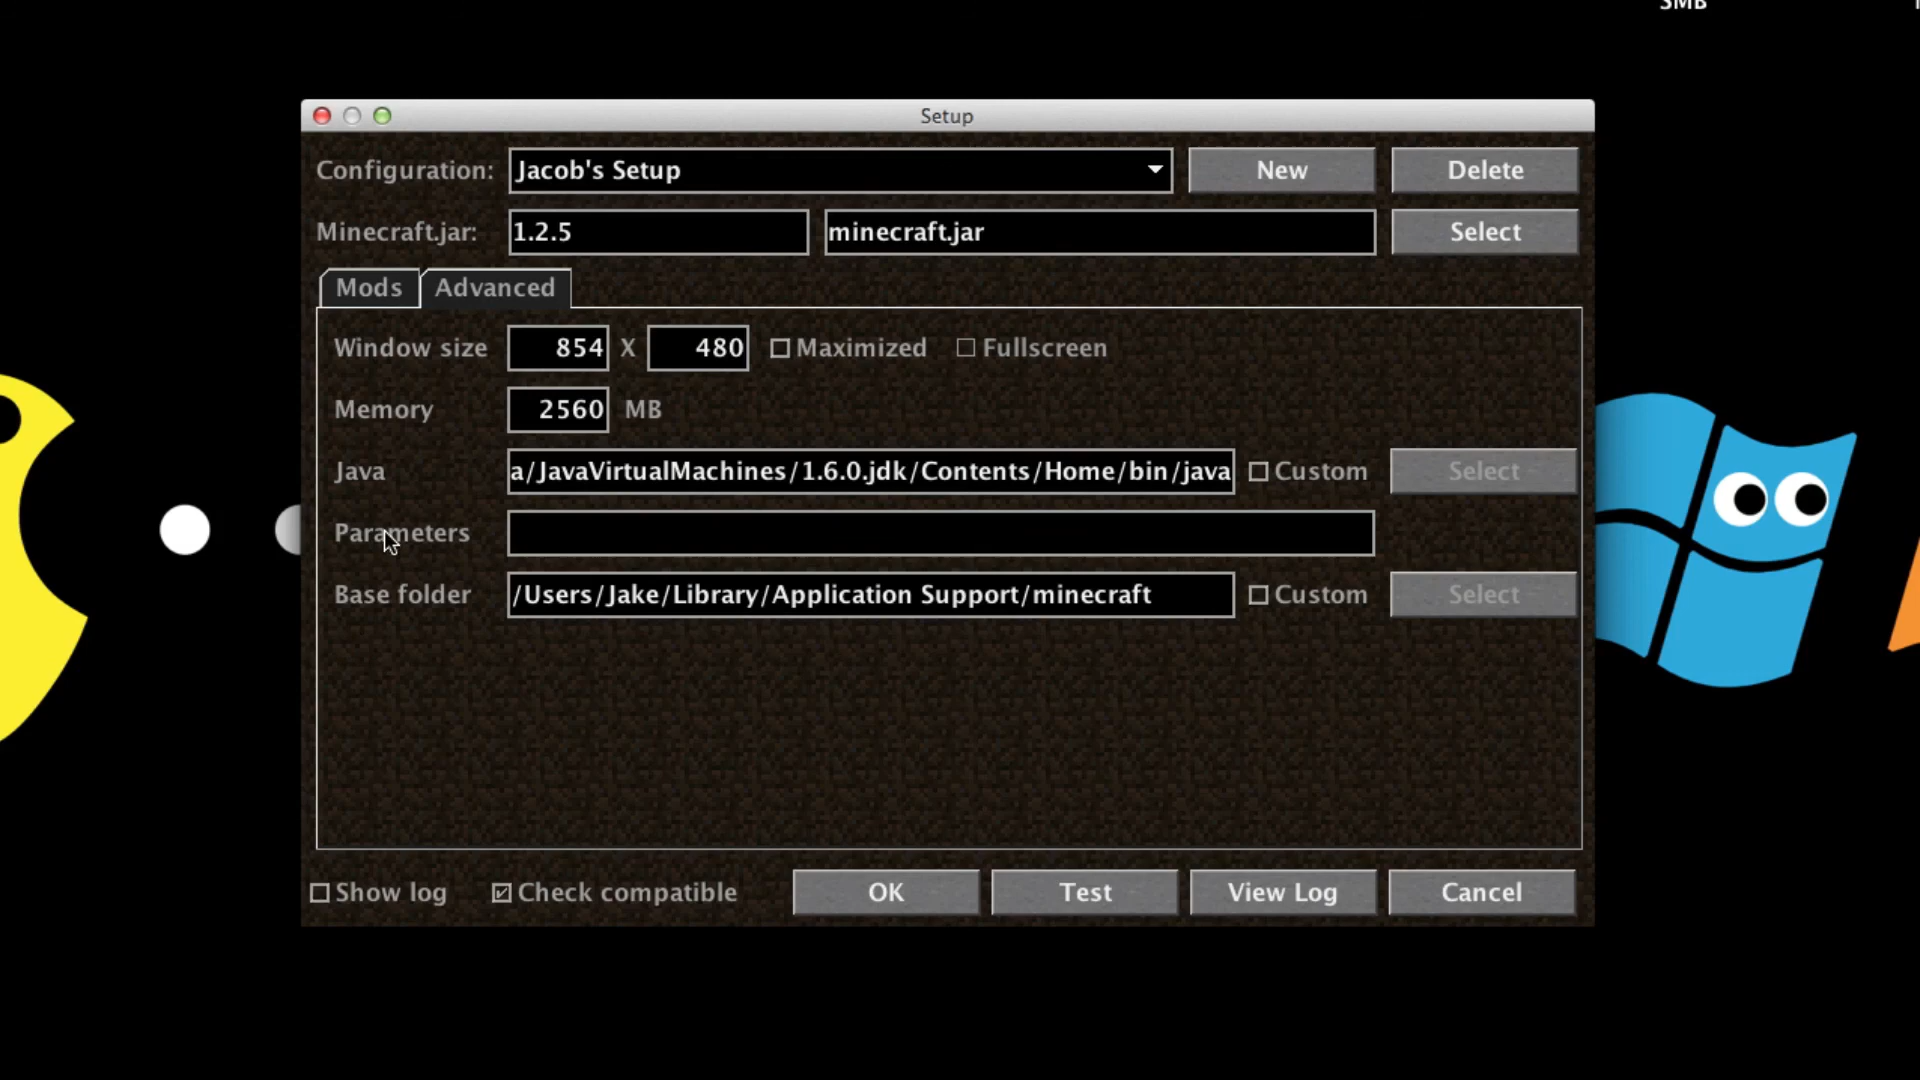 SMB
Setup
Configuration: Jacob's Setup New Delete
Minecraft.jar: 1.2.5 minecraft.jar Select
Mods Advanced
Window size 854 X 480 Maximized Fullscreen
Memory 2560 MB
Java a/JavaVirtualMachines/1.6.0.jdk/Contents/Home/bin/java Custom Select
Parameters
Base folder /Users/Jake/Library/Application Support/minecraft Custom Select
Show log Check compatible OK Test View Log Cancel